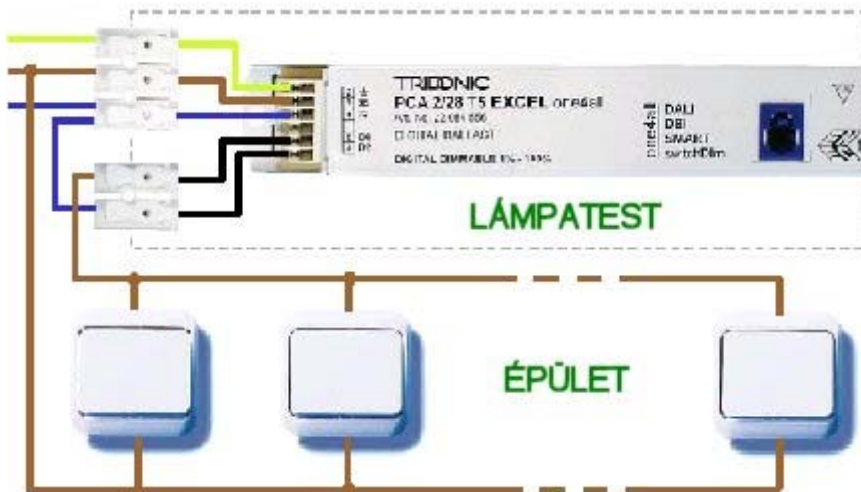 TRIDONIC
PCA 2/28 T5 EXCEL one4all
DIGITAL BALLAST
DIGITAL DIMMABLE 1% - 100%
one4all
DALI
DSI
SMART
switchDIM
LÁMPATEST
ÉPÜLET